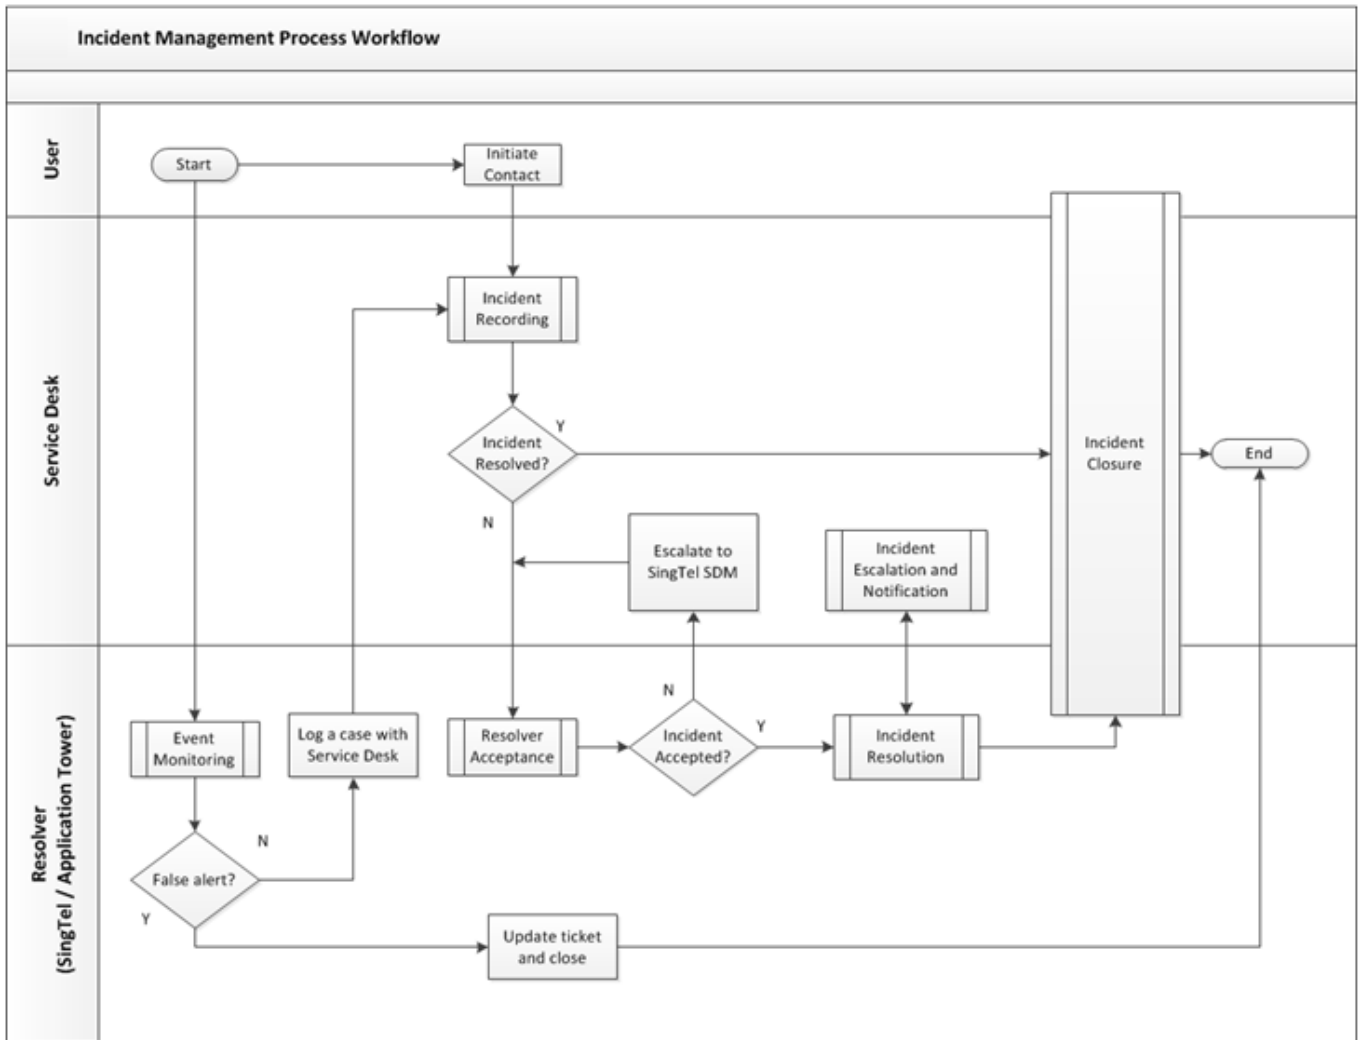 Incident Management Process Workflow
User
Start
Initiate
Contact
Service Desk
Incident
Recording
Incident
Resolved?
Y
N
Escalate to
SingTel SDM
Incident
Escalation and
Notification
Incident
Closure
End
Resolver
(SingTel / Application Tower)
Event
Monitoring
Log a case with
Service Desk
Resolver
Acceptance
Incident
Accepted?
N
Y
Incident
Resolution
False alert?
N
Y
Update ticket
and close